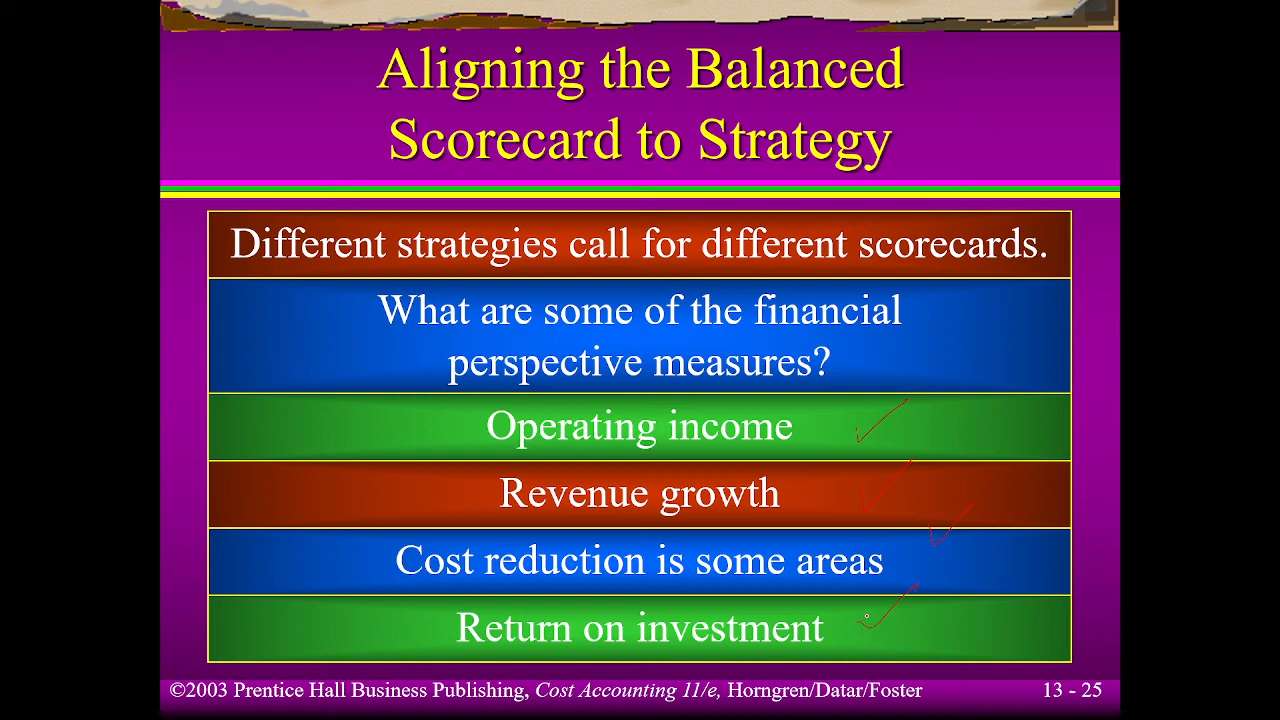 Aligning the Balanced
Scorecard to Strategy
Different strategies call for different scorecards.
What are some of the financial
perspective measures?
Operating income
Revenue growth
Cost reduction is some areas
Return on investment
©2003 Prentice Hall Business Publishing, Cost Accounting 11/e, Horngren/Datar/Foster 13 - 25